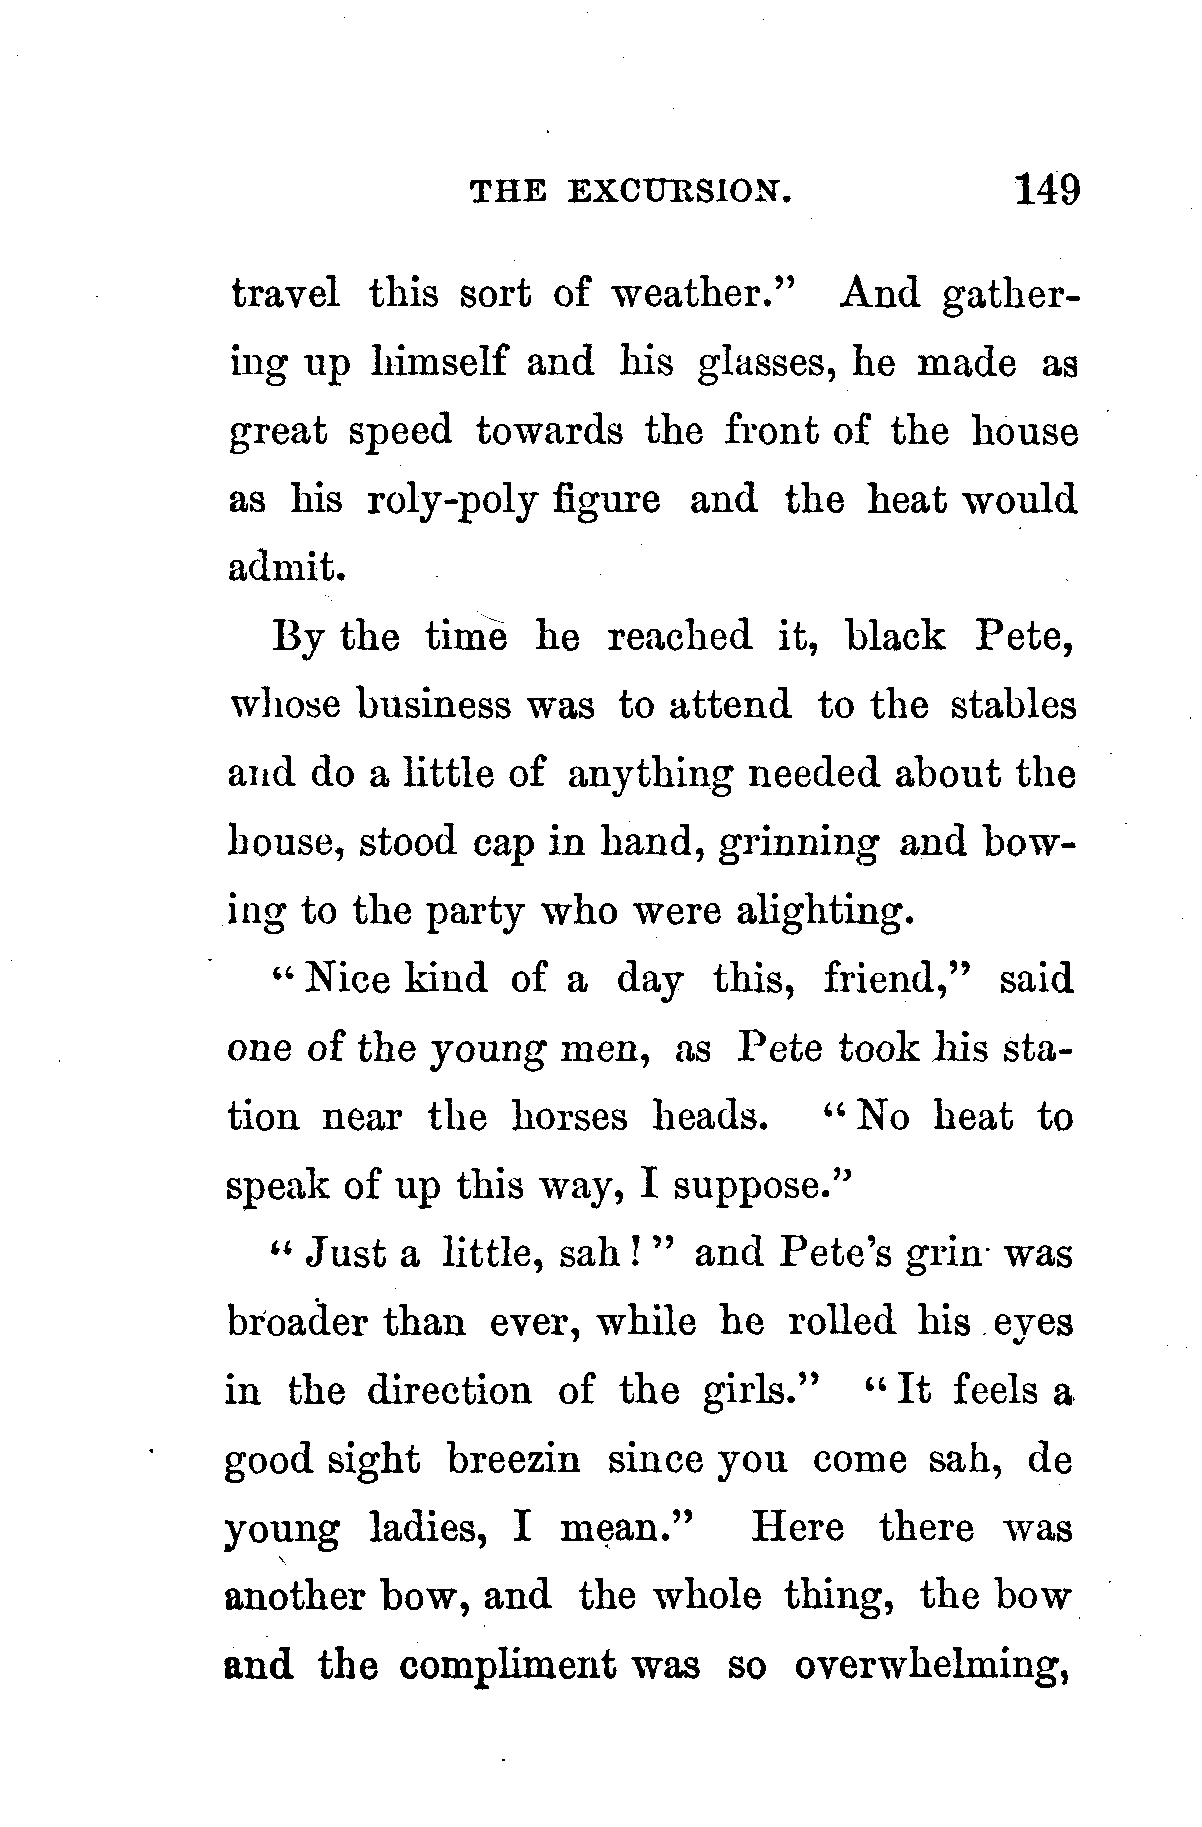 THE EXCURSION. 149
travel this sort of weather.” And gather-
ing up himself and his glasses, he made as
great speed towards the front of the house
as his roly-poly figure and the heat would
admit.
By the time he reached it, black Pete,
whose business was to attend to the stables
and do a little of anything needed about the
house, stood cap in hand, grinning and bow-
ing to the party who were alighting.
“Nice kind of a day this, friend,” said
one of the young men, as Pete took his sta-
tion near the horses heads. “No heat to
speak of up this way, I suppose.”
“Just a little, sah!” and Pete’s grin was
broader than ever, while he rolled his eyes
in the direction of the girls.” “It feels a
good sight breezin since you come sah, de
young ladies, I mean.” Here there was
another bow, and the whole thing, the bow
and the compliment was so overwhelming,